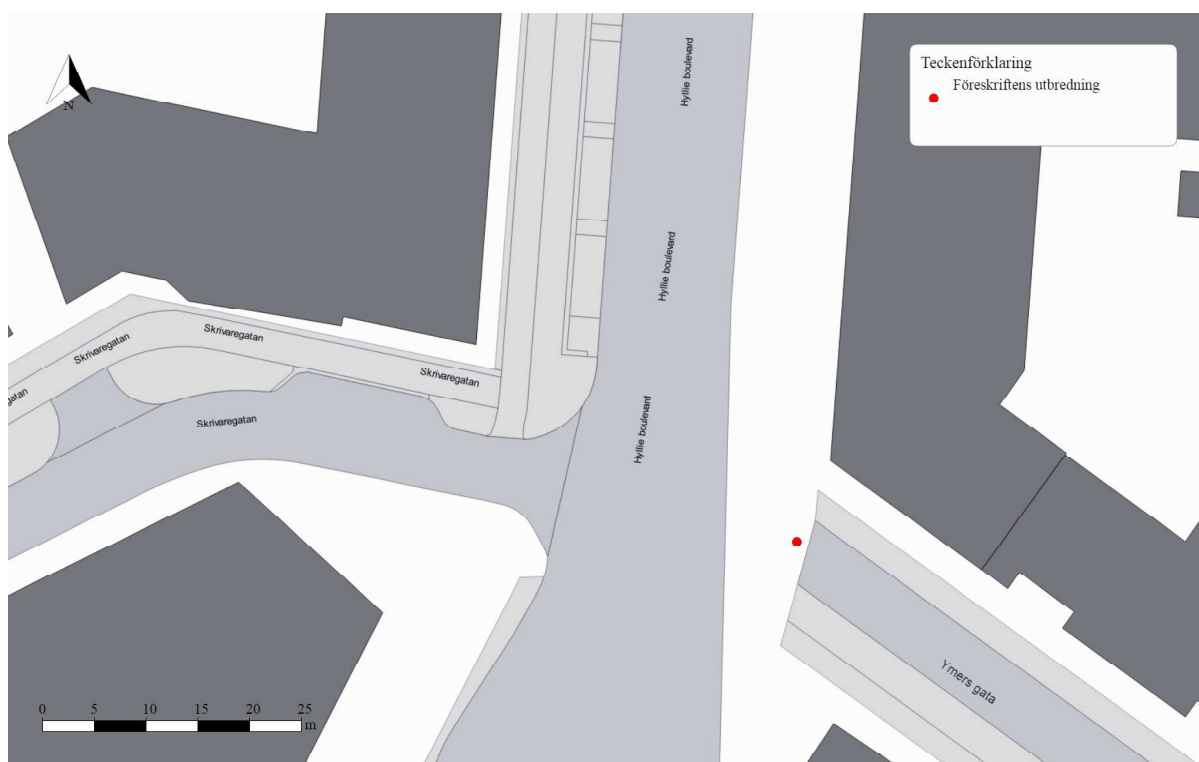 Teckenförklaring
Föreskriftens utbredning
N
Hyllie boulevard
Hyllie boulevard
Hyllie boulevard
Skrivaregatan
Skrivaregatan
Skrivaregatan
gatan
Skrivaregatan
Ymers gata
0 5 10 15 20 25
m